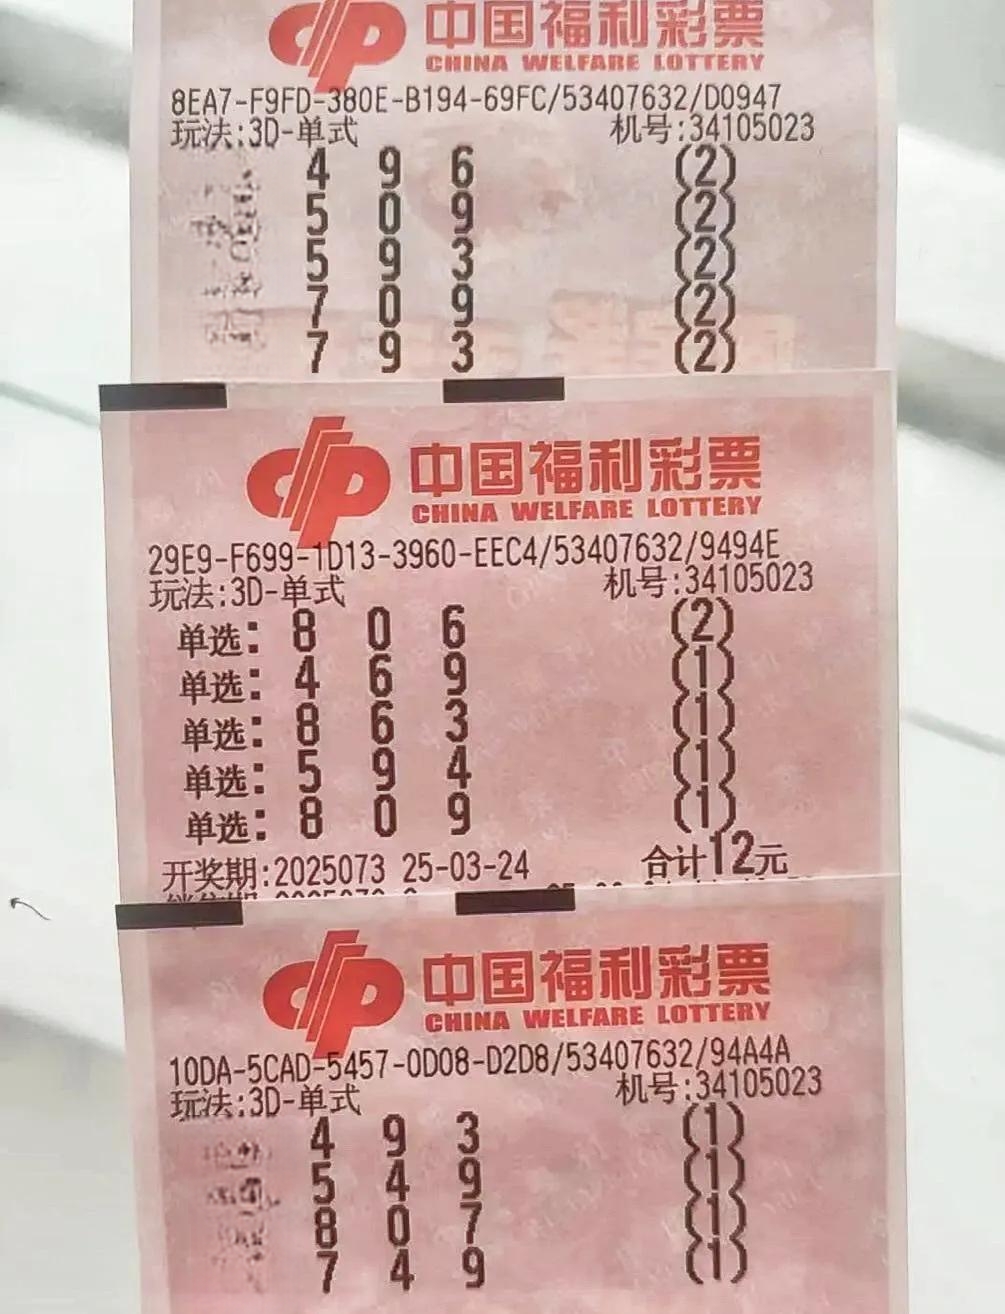 中国福利彩票
CHINA WELFARE LOTTERY
8EA7-F9FD-380E-B194-69FC/53407632/D0947
玩法:3D-单式 机号:34105023
4 9 6 (2)
5 0 9 (2)
5 9 3 (2)
7 0 9 (2)
7 9 3 (2)
中国福利彩票
CHINA WELFARE LOTTERY
29E9-F699-1D13-3960-EEC4/53407632/9494E
玩法:3D-单式 机号:34105023
单选: 8 0 6 (2)
单选: 4 6 9 (1)
单选: 8 6 3 (1)
单选: 5 9 4 (1)
单选: 8 0 9 (1)
开奖期:2025073 25-03-24 合计12元
中国福利彩票
CHINA WELFARE LOTTERY
10DA-5CAD-5457-0D08-D2D8/53407632/94A4A
玩法:3D-单式 机号:34105023
4 9 3 (1)
5 4 9 (1)
8 0 7 (1)
7 4 9 (1)